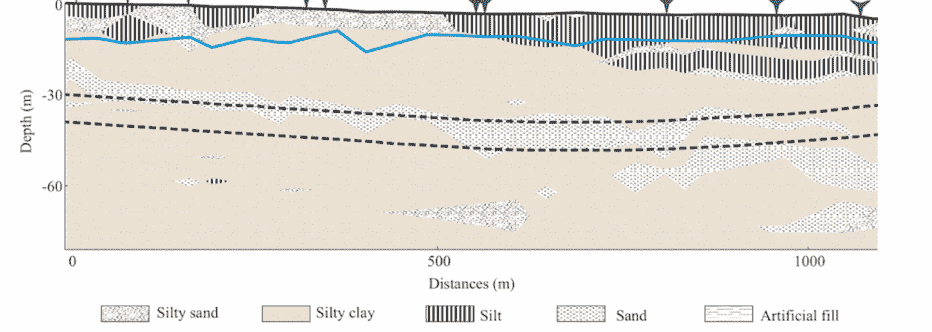 0
-30
-60
Depth (m)
0 500 1000
Distances (m)
Silty sand Silty clay Silt Sand Artificial fill